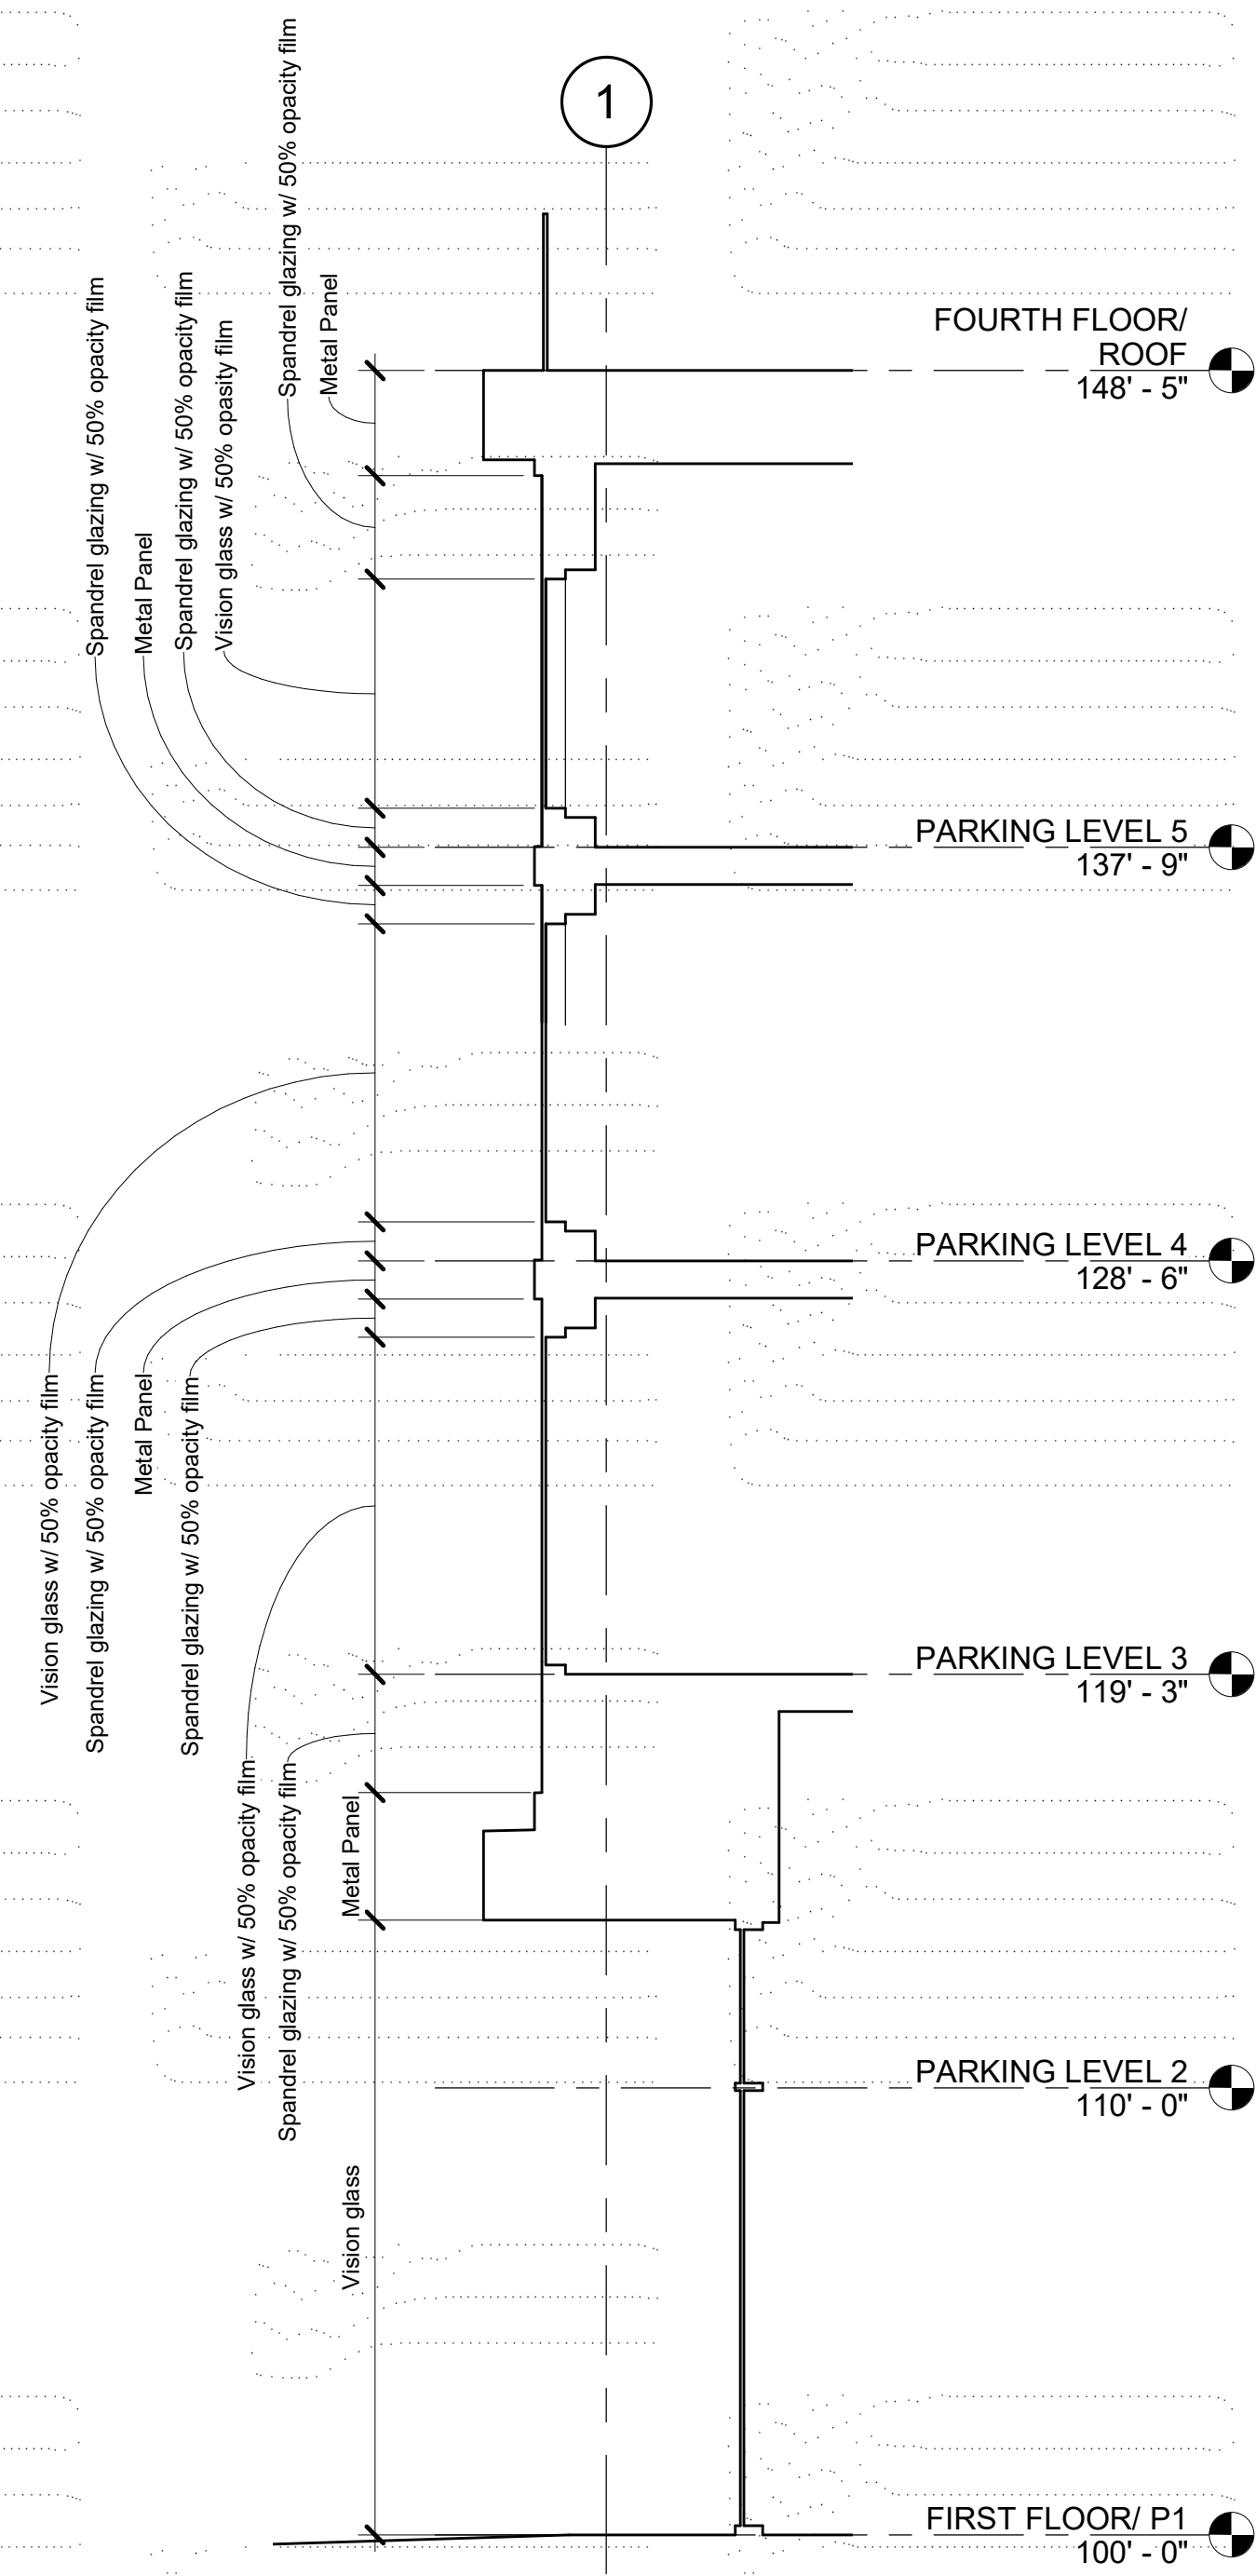 1
Spandrel glazing w/ 50% opacity film
Metal Panel
FOURTH FLOOR/
ROOF
148' - 5"
Spandrel glazing w/ 50% opacity film
Metal Panel
Spandrel glazing w/ 50% opacity film
Vision glass w/ 50% opasity film
PARKING LEVEL 5
137' - 9"
PARKING LEVEL 4
128' - 6"
Vision glass w/ 50% opacity film
Spandrel glazing w/ 50% opacity film
Metal Panel
Spandrel glazing w/ 50% opacity film
PARKING LEVEL 3
119' - 3"
Vision glass w/ 50% opacity film
Spandrel glazing w/ 50% opacity film
Metal Panel
PARKING LEVEL 2
110' - 0"
Vision glass
FIRST FLOOR/ P1
100' - 0"